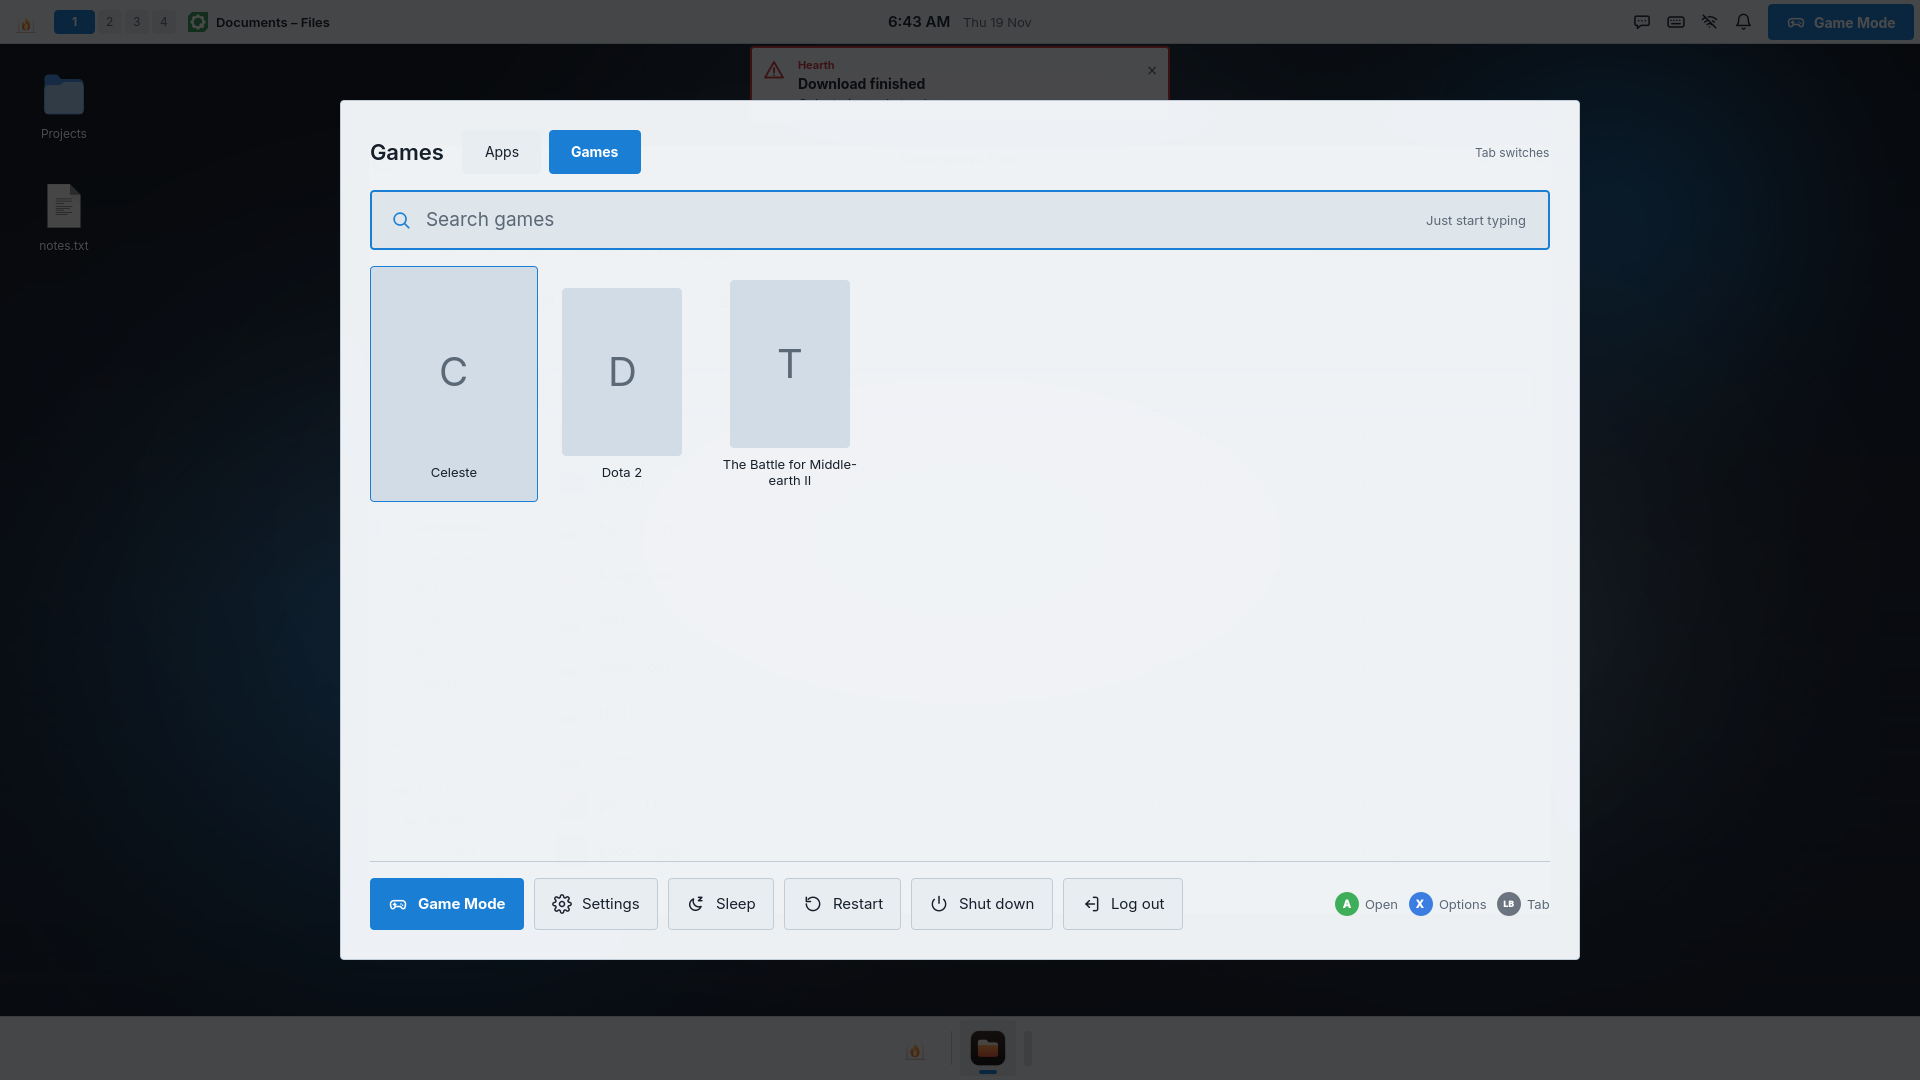 1 2 3 4 Documents – Files 6:43 AM Thu 19 Nov Game Mode
Hearth
Download finished
Projects
notes.txt
Games Apps Games Tab switches
Search games Just start typing
C D T
Celeste Dota 2 The Battle for Middle-
earth II
Game Mode Settings Sleep Restart Shut down Log out A Open X Options LB Tab